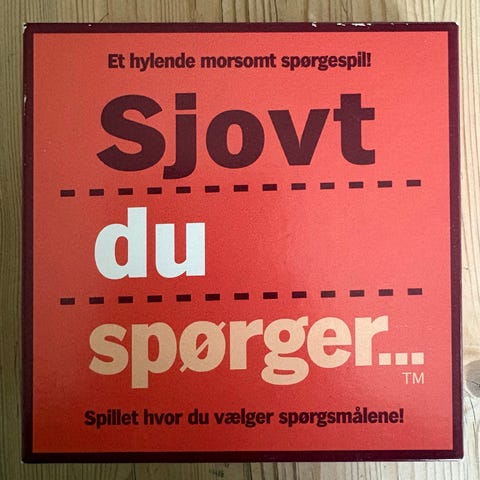 Et hylende morsomt spørgespil!
Sjovt
du
spørger...
TM
Spillet hvor du vælger spørgsmålene!